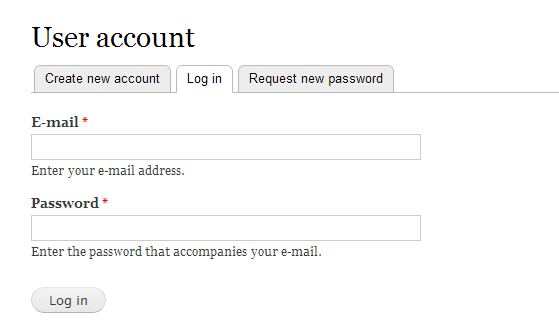 User account
Create new account Log in Request new password
E-mail *
Enter your e-mail address.
Password *
Enter the password that accompanies your e-mail.
Log in